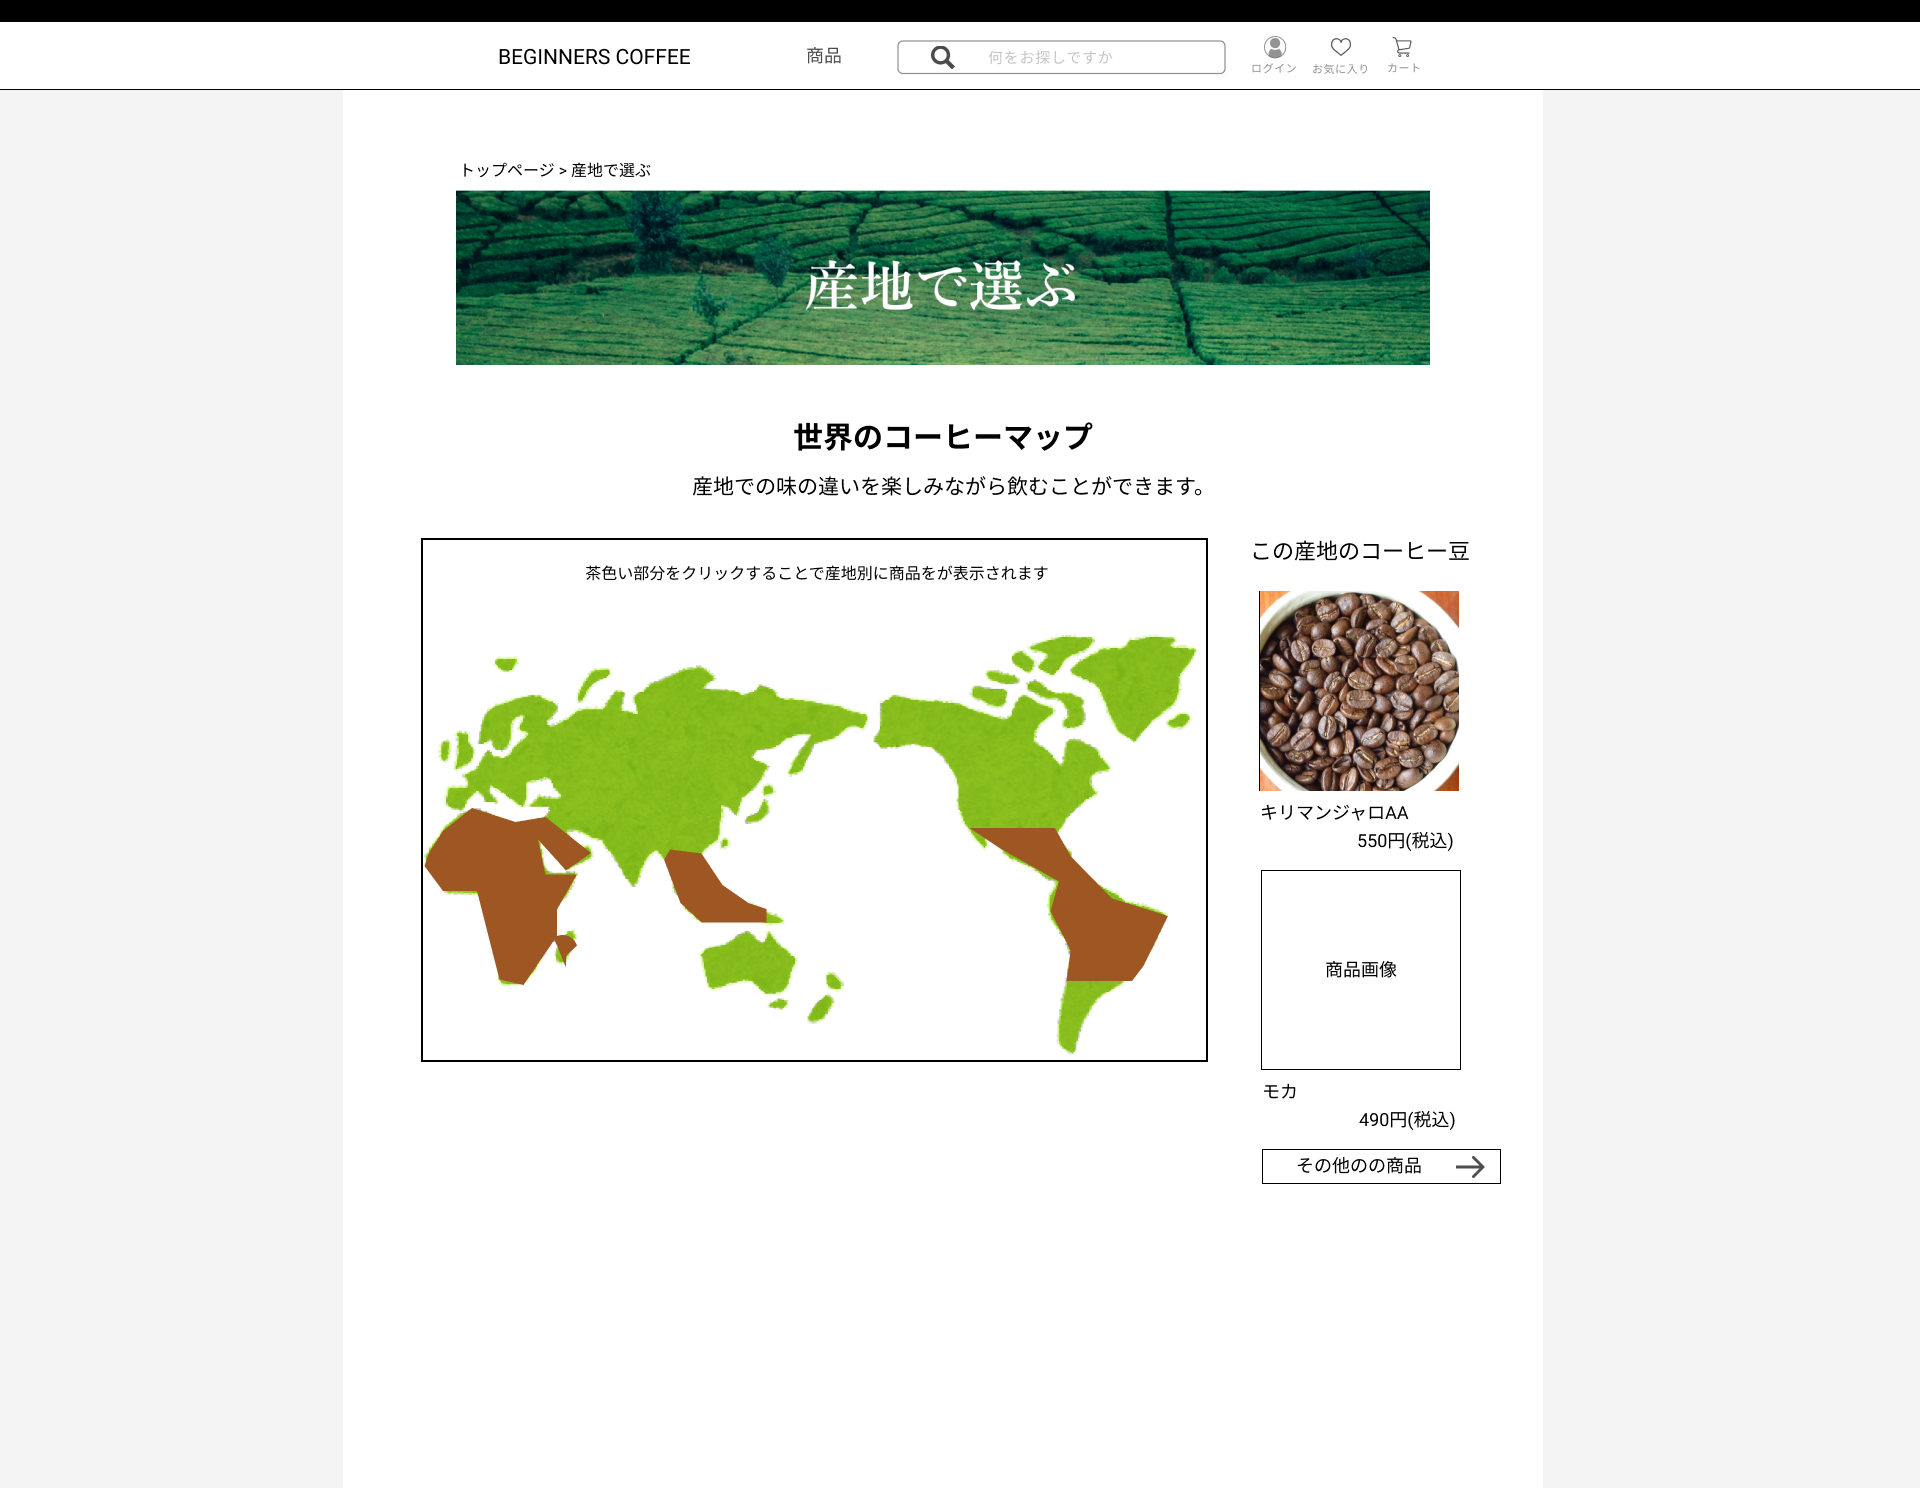 BEGINNERS COFFEE
商品
何をお探しですか
ログイン
お気に入り
カート
トップページ > 産地で選ぶ
産地で選ぶ
世界のコーヒーマップ
産地での味の違いを楽しみながら飲むことができます。
茶色い部分をクリックすることで産地別に商品をが表示されます
この産地のコーヒー豆
キリマンジャロAA
550円(税込)
商品画像
モカ
490円(税込)
その他のの商品